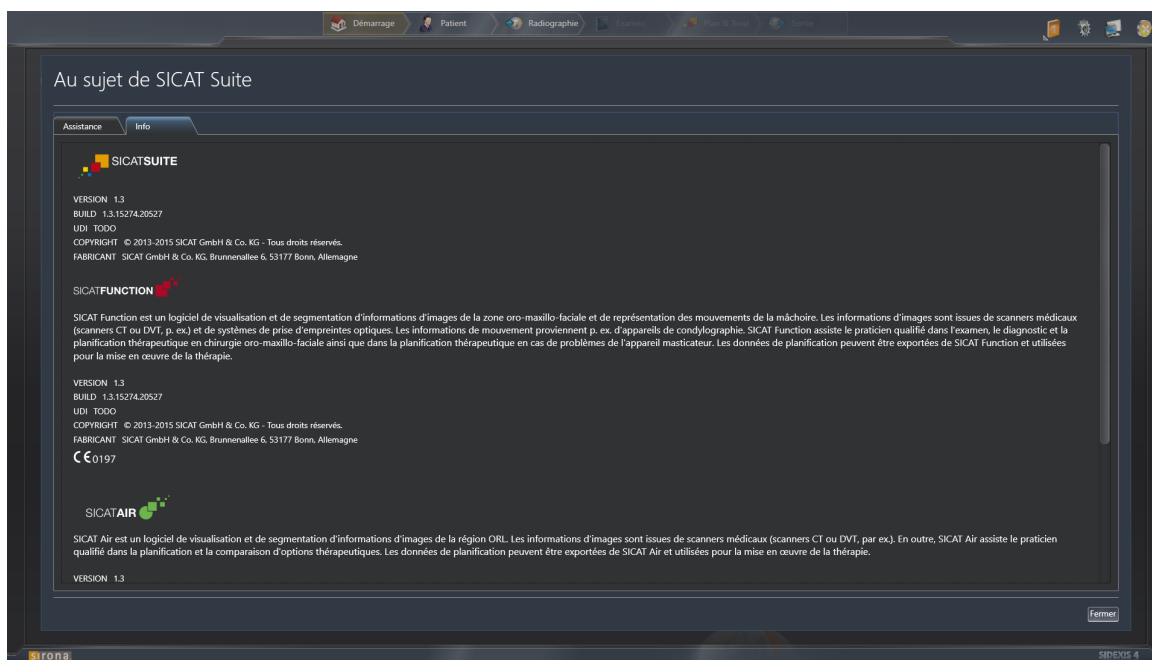 Démarrage
Patient
Radiographie
Examen
Plan & Treat
Sortie
Au sujet de SICAT Suite
Assistance
Info
SICATSUITE
VERSION 1.3
BUILD 1.3.15274.20527
UDI TODO
COPYRIGHT © 2013-2015 SICAT GmbH & Co. KG - Tous droits réservés.
FABRICANT SICAT GmbH & Co. KG, Brunnenallee 6, 53177 Bonn, Allemagne
SICATFUNCTION
SICAT Function est un logiciel de visualisation et de segmentation d'informations d'images de la zone oro-maxillo-faciale et de représentation des mouvements de la mâchoire. Les informations d'images sont issues de scanners médicaux
(scanners CT ou DVT, p. ex.) et de systèmes de prise d'empreintes optiques. Les informations de mouvement proviennent p. ex. d'appareils de condylographie. SICAT Function assiste le praticien qualifié dans l'examen, le diagnostic et la
planification thérapeutique en chirurgie oro-maxillo-faciale ainsi que dans la planification thérapeutique en cas de problèmes de l'appareil masticateur. Les données de planification peuvent être exportées de SICAT Function et utilisées
pour la mise en œuvre de la thérapie.
VERSION 1.3
BUILD 1.3.15274.20527
UDI TODO
COPYRIGHT © 2013-2015 SICAT GmbH & Co. KG - Tous droits réservés.
FABRICANT SICAT GmbH & Co. KG, Brunnenallee 6, 53177 Bonn, Allemagne
CE0197
SICATAIR
SICAT Air est un logiciel de visualisation et de segmentation d'informations d'images de la région ORL. Les informations d'images sont issues de scanners médicaux (scanners CT ou DVT, par ex.). En outre, SICAT Air assiste le praticien
qualifié dans la planification et la comparaison d'options thérapeutiques. Les données de planification peuvent être exportées de SICAT Air et utilisées pour la mise en œuvre de la thérapie.
VERSION 1.3
Fermer
sirona
SIDEXIS 4